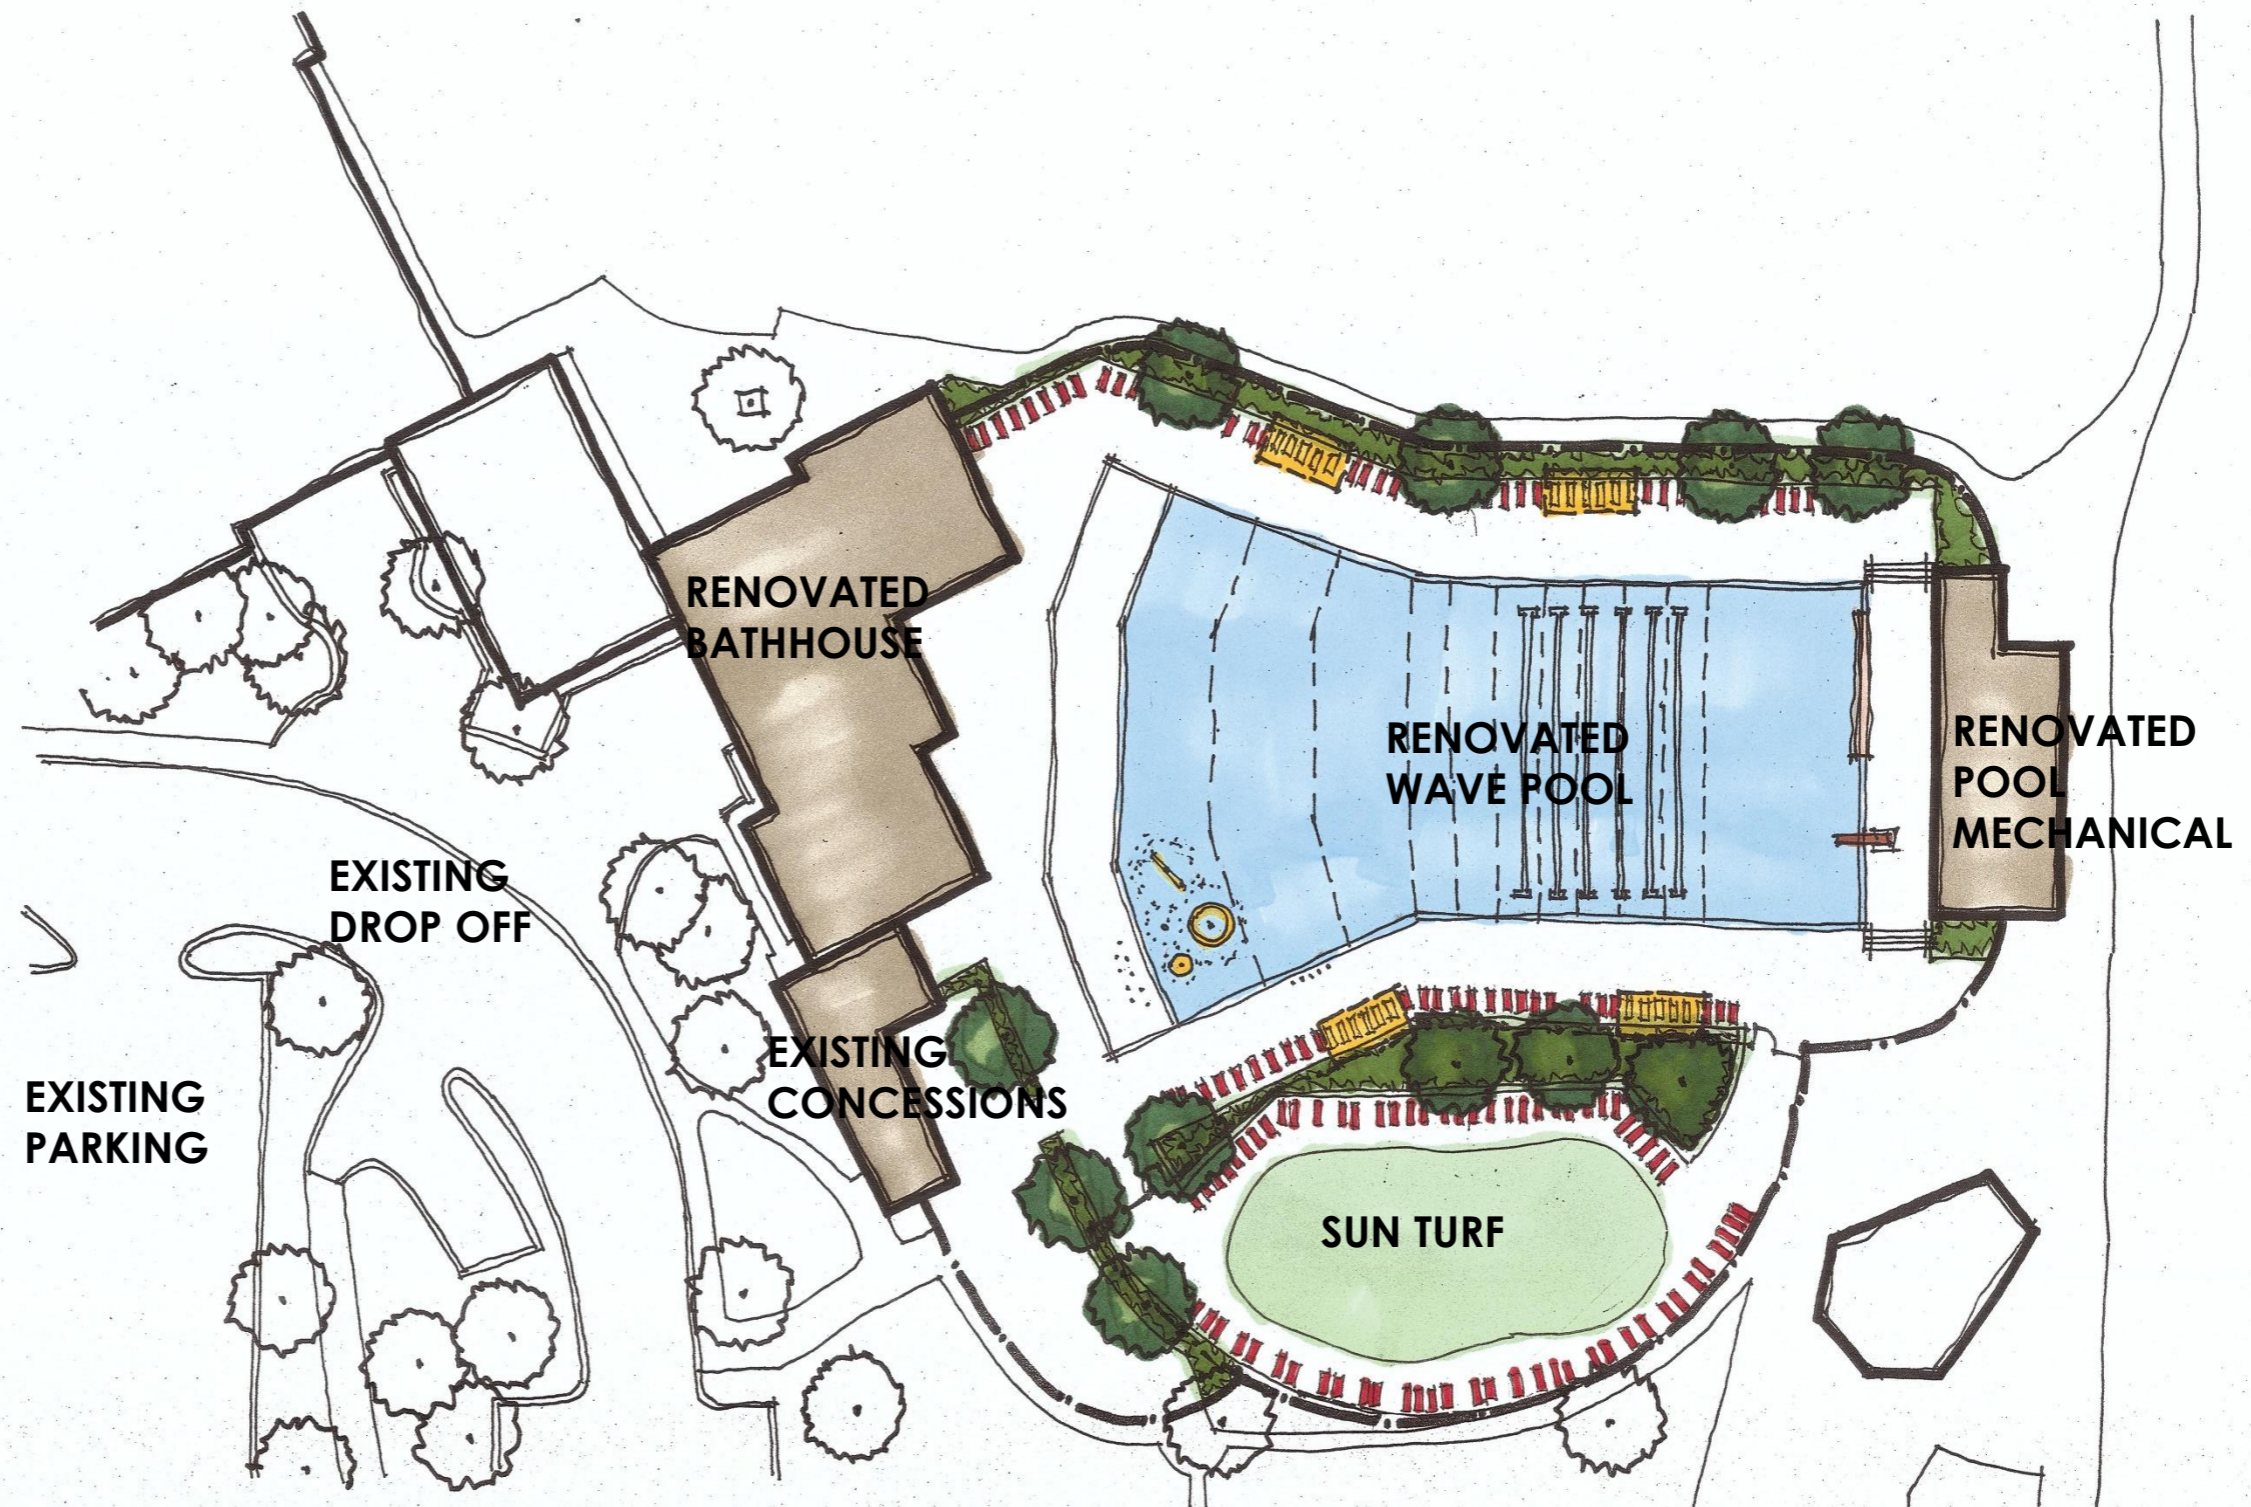 RENOVATED
BATHHOUSE
RENOVATED
WAVE POOL
RENOVATED
POOL
MECHANICAL
EXISTING
DROP OFF
EXISTING
CONCESSIONS
EXISTING
PARKING
SUN TURF